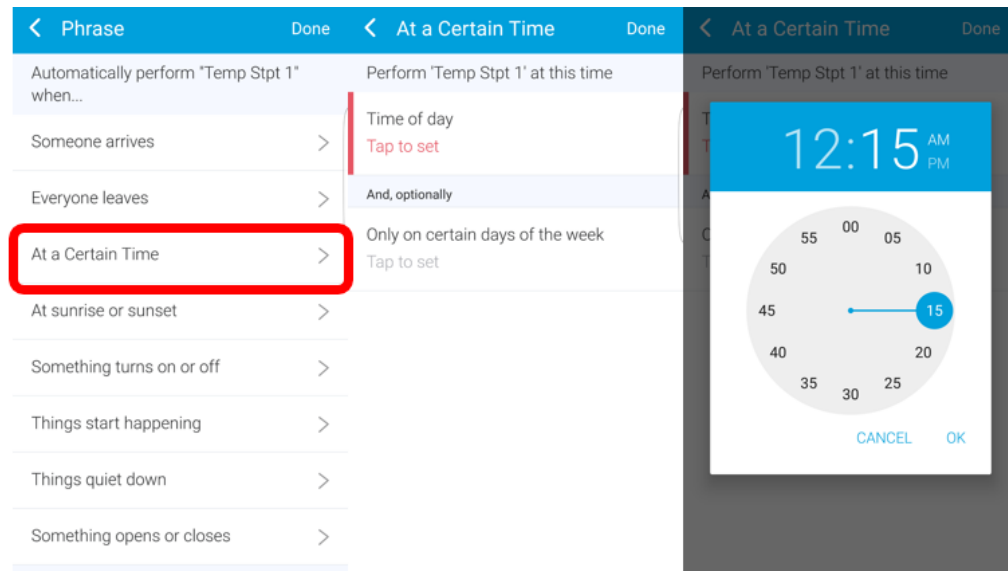 Phrase Done
Automatically perform "Temp Stpt 1"
when...
Someone arrives
Everyone leaves
At a Certain Time
At sunrise or sunset
Something turns on or off
Things start happening
Things quiet down
Something opens or closes
At a Certain Time Done
Perform 'Temp Stpt 1' at this time
Time of day
Tap to set
And, optionally
Only on certain days of the week
Tap to set
At a Certain Time Done
Perform 'Temp Stpt 1' at this time
T
T
A
C
T
12:15 AM
PM
00
55 05
50 10
45 15
40 20
35 25
30
CANCEL OK